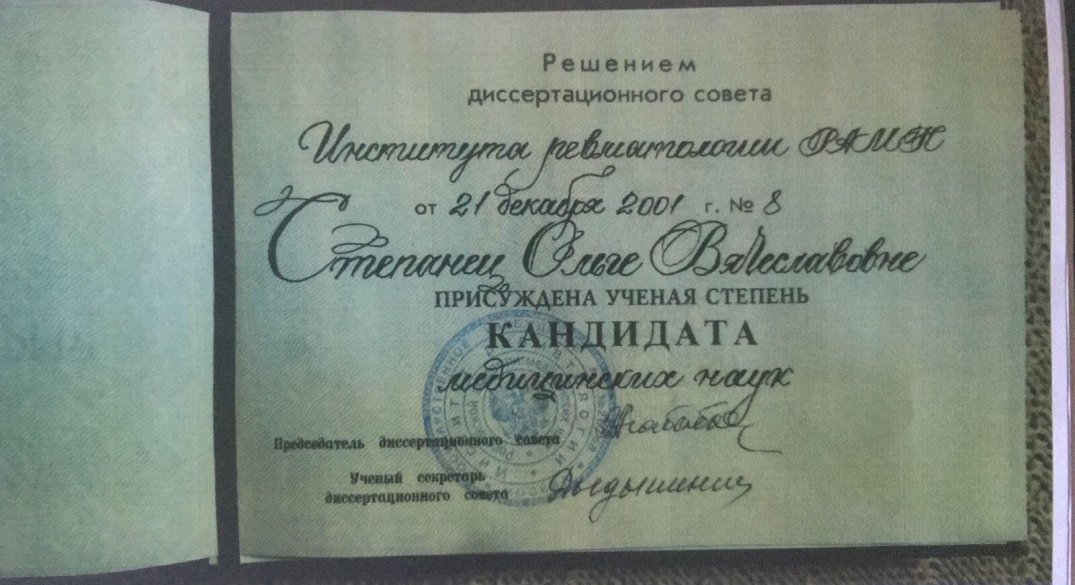 Решением
диссертационного совета
Института ревматологии РАМН
от 21 декабря 2001 г. № 8
Степанец Ольге Вячеславовне
ПРИСУЖДЕНА УЧЕНАЯ СТЕПЕНЬ
КАНДИДАТА
медицинских наук
Председатель диссертационного совета
Ученый секретарь
диссертационного совета